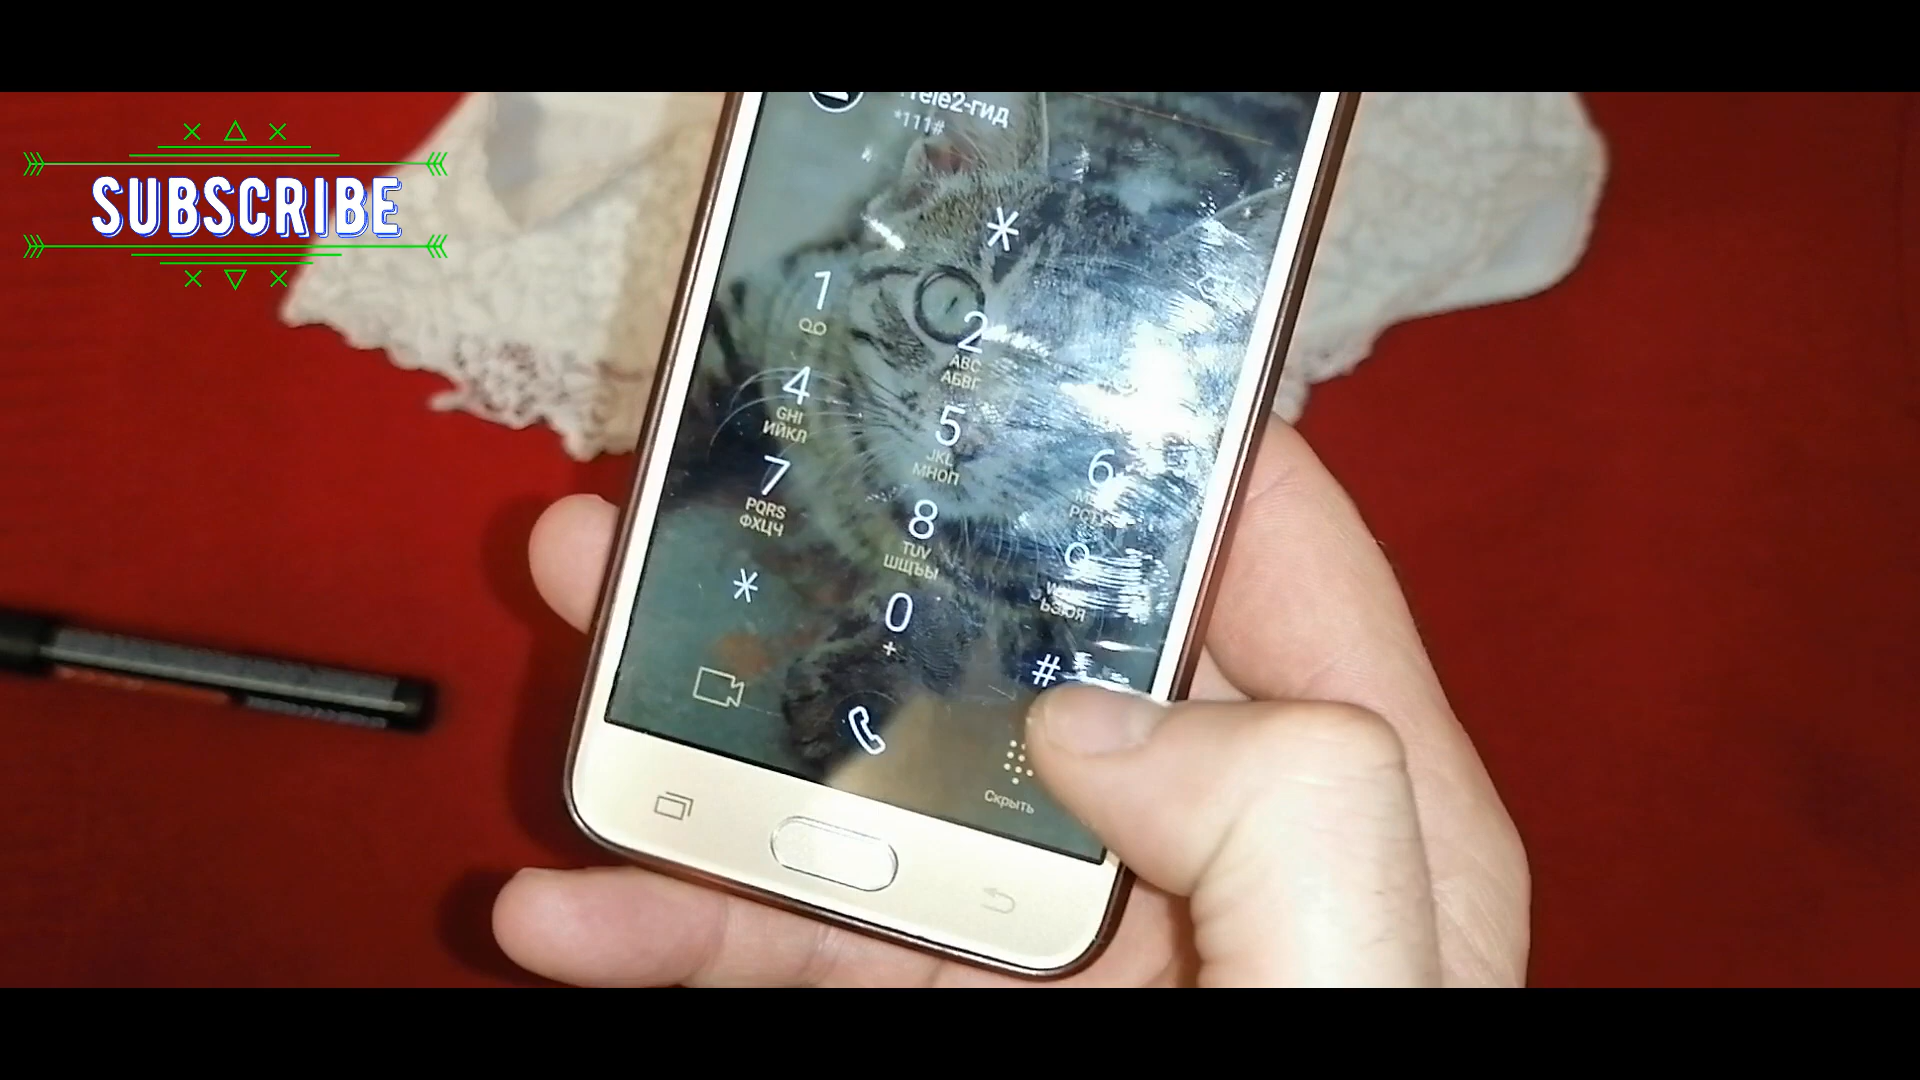 SUBSCRIBE
Tele2-гид
*111#
*
1
2
ABC
АБВГ
4
GHI
ИЙКЛ
5
JKL
МНОП
6
7
PQRS
ФХЦЧ
8
TUV
ШЩЪЫ
9
ЬЭЮЯ
*
0
+
#
Скрыть